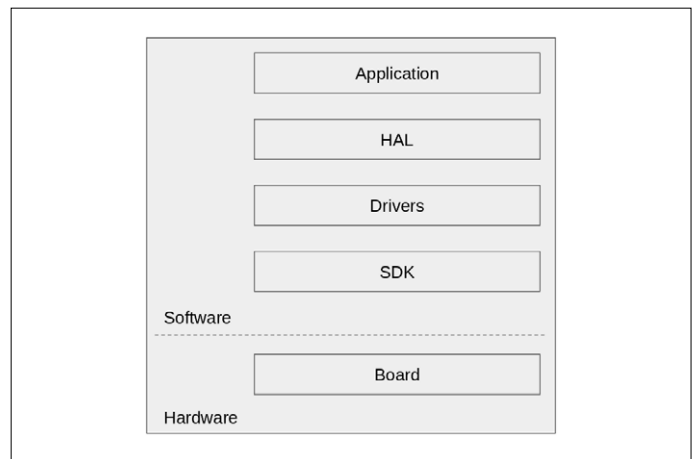 Application
HAL
Drivers
SDK
Software
Board
Hardware